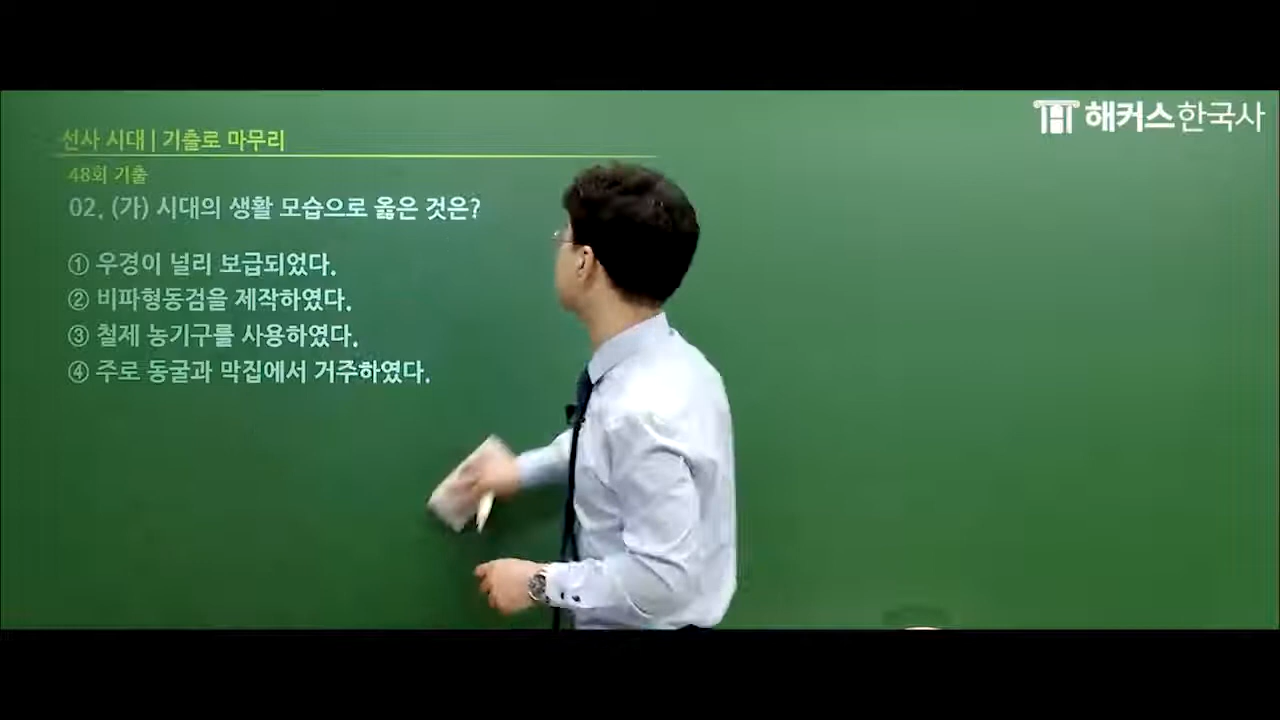 해커스한국사
선사 시대 | 기출로 마무리
48회 기출
02. (가) 시대의 생활 모습으로 옳은 것은?
① 우경이 널리 보급되었다.
② 비파형동검을 제작하였다.
③ 철제 농기구를 사용하였다.
④ 주로 동굴과 막집에서 거주하였다.